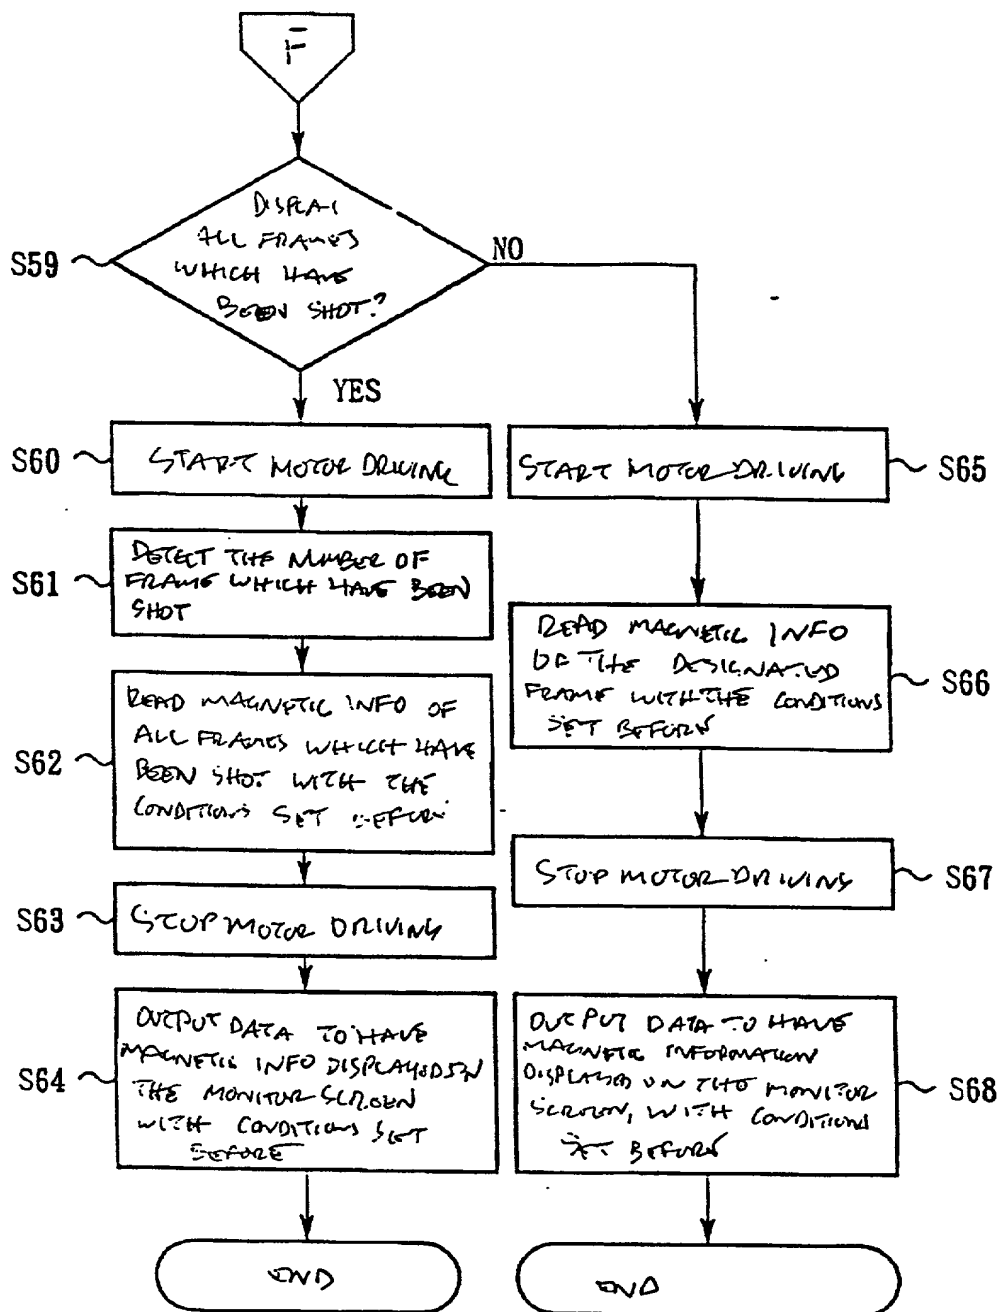 F
S59
DISPLAY
ALL FRAMES
WHICH HAVE
BEEN SHOT?
NO
YES
S60
START MOTOR DRIVING
S61
DETECT THE NUMBER OF
FRAME WHICH HAVE BEEN
SHOT
S62
READ MAGNETIC INFO OF
ALL FRAMES WHICH HAVE
BEEN SHOT WITH THE
CONDITIONS SET BEFORE
S63
STOP MOTOR DRIVING
S64
OUTPUT DATA TO HAVE
MAGNETIC INFO DISPLAYED ON
THE MONITOR SCREEN
WITH CONDITIONS SET
BEFORE
END
START MOTOR DRIVING
S65
READ MAGNETIC INFO
OF THE DESIGNATED
FRAME WITH THE CONDITIONS
SET BEFORE
S66
STOP MOTOR DRIVING
S67
OUTPUT DATA TO HAVE
MAGNETIC INFORMATION
DISPLAYED ON THE MONITOR
SCREEN, WITH CONDITIONS
SET BEFORE
S68
END